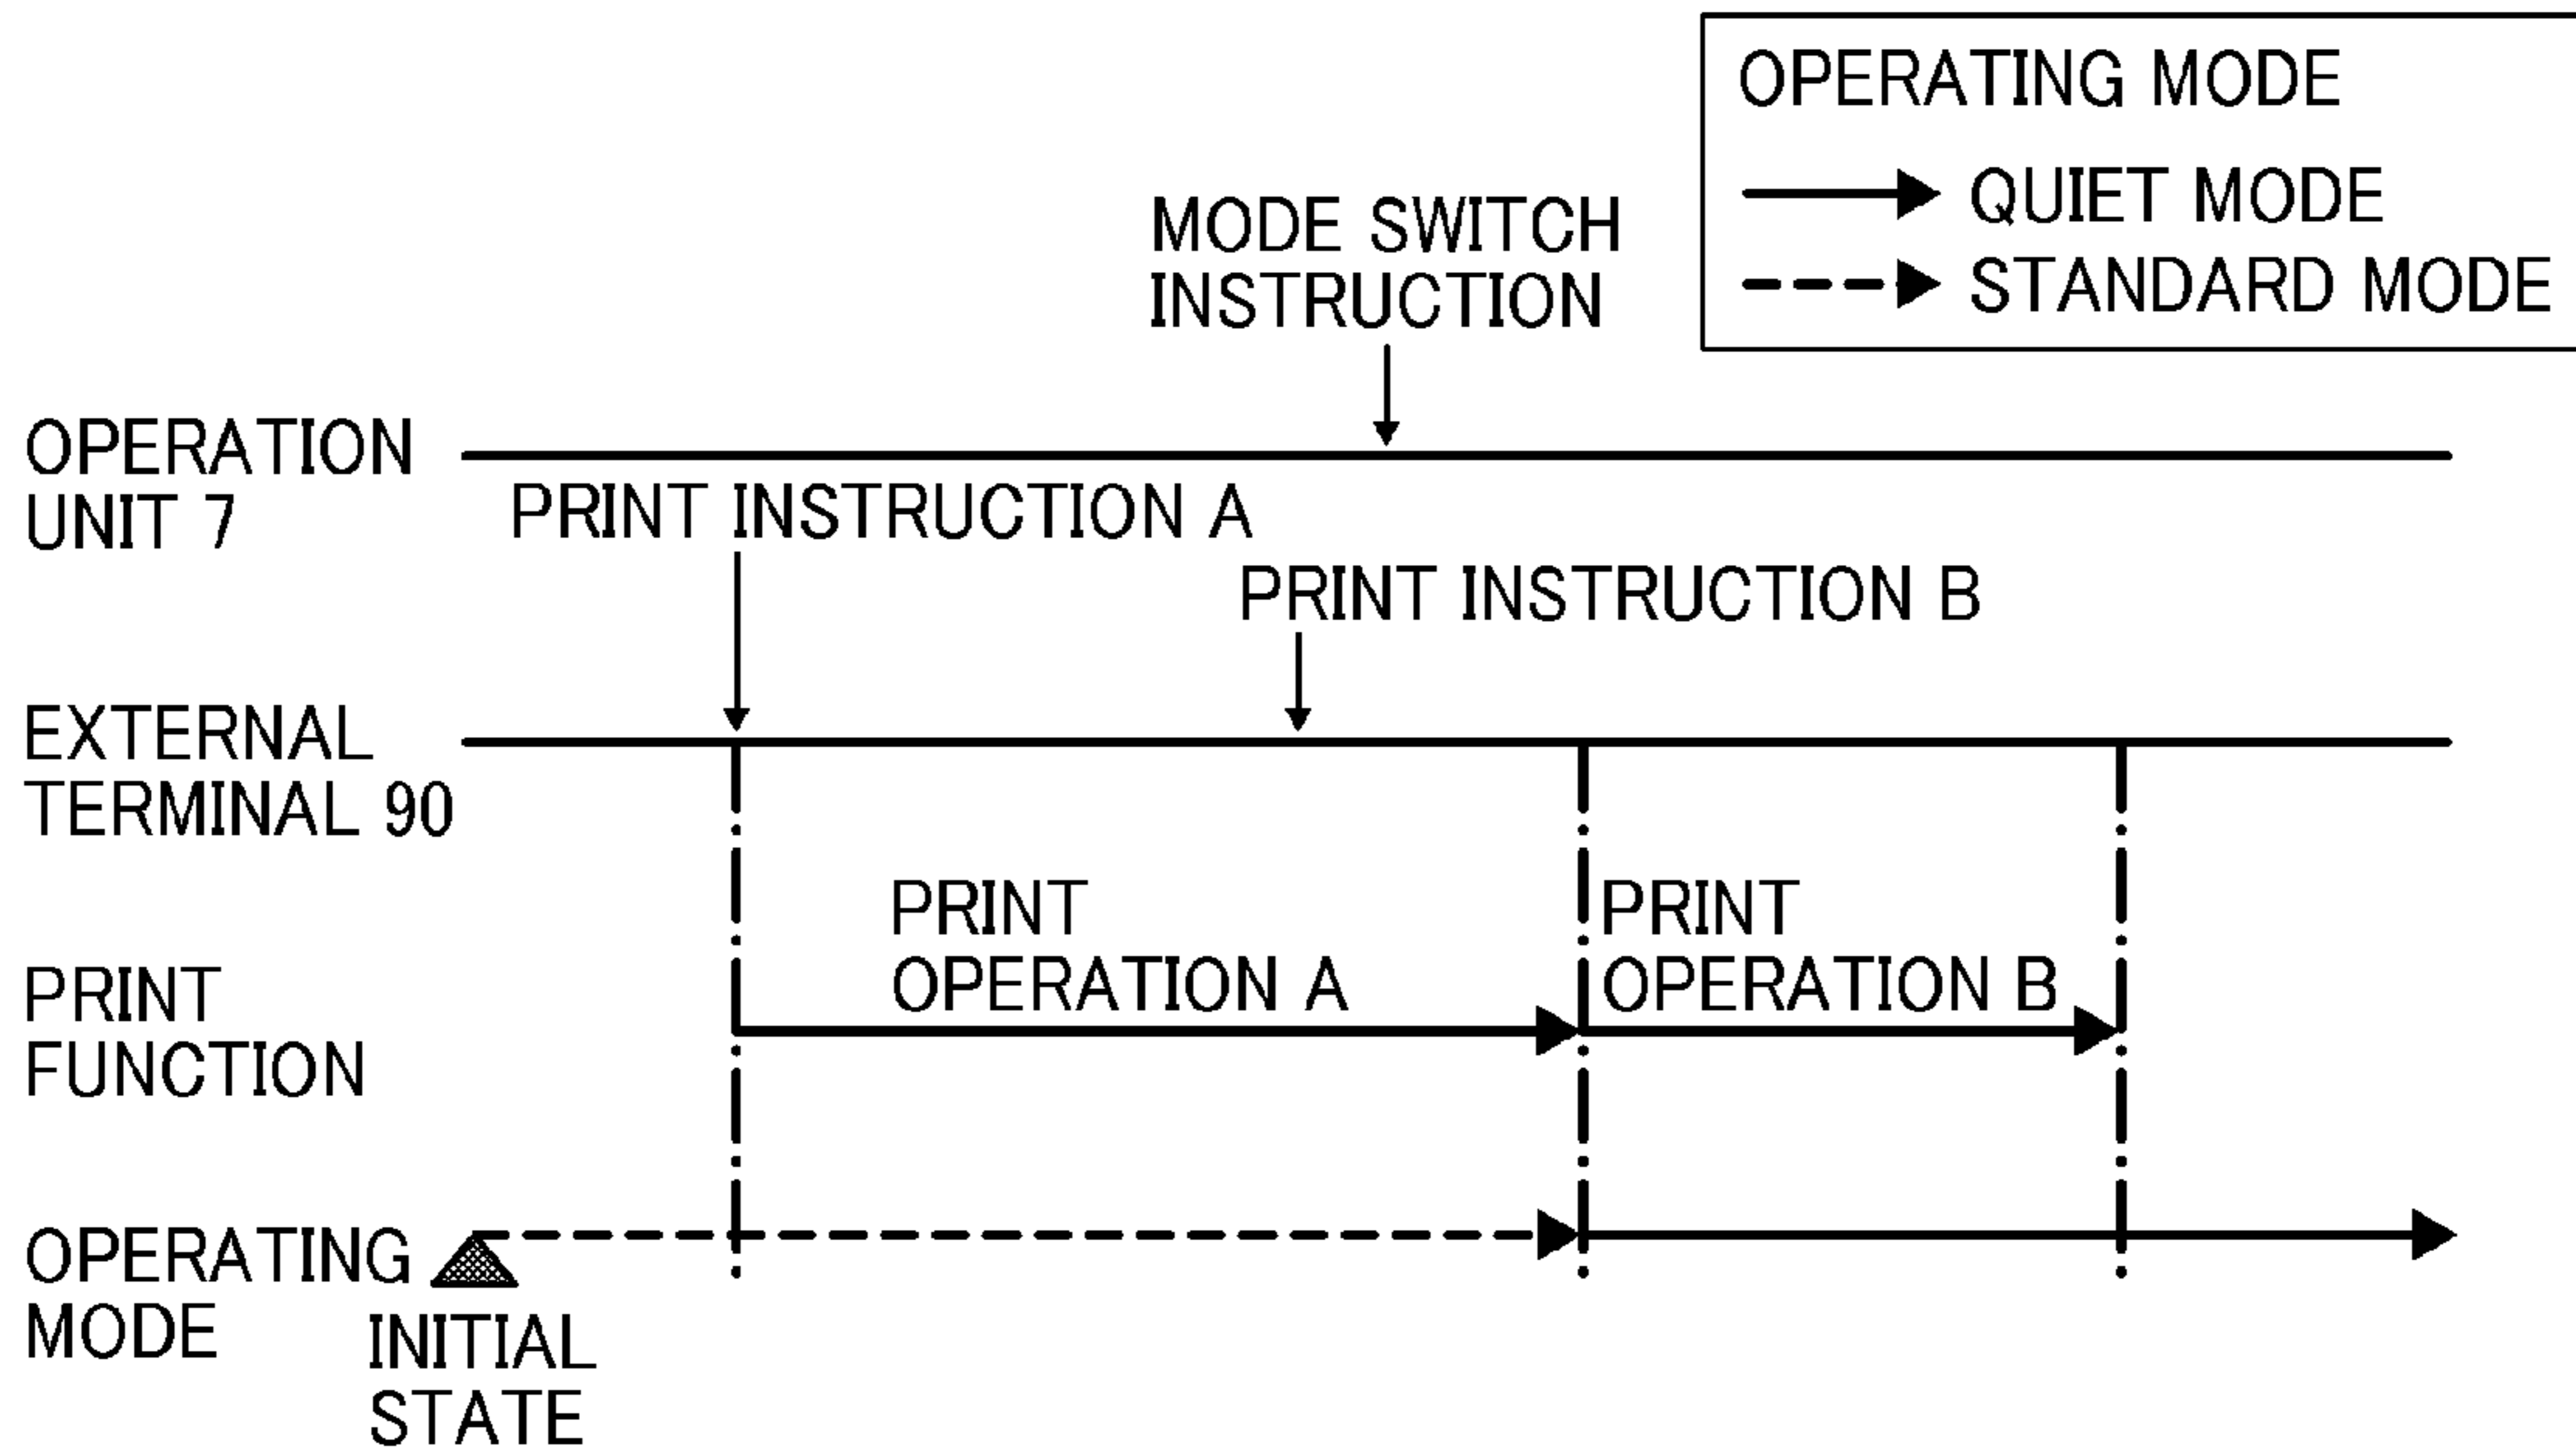 OPERATING MODE
QUIET MODE
STANDARD MODE
MODE SWITCH
INSTRUCTION
OPERATION
UNIT 7
PRINT INSTRUCTION A
PRINT INSTRUCTION B
EXTERNAL
TERMINAL 90
PRINT
OPERATION A
PRINT
OPERATION B
PRINT
FUNCTION
OPERATING
MODE
INITIAL
STATE